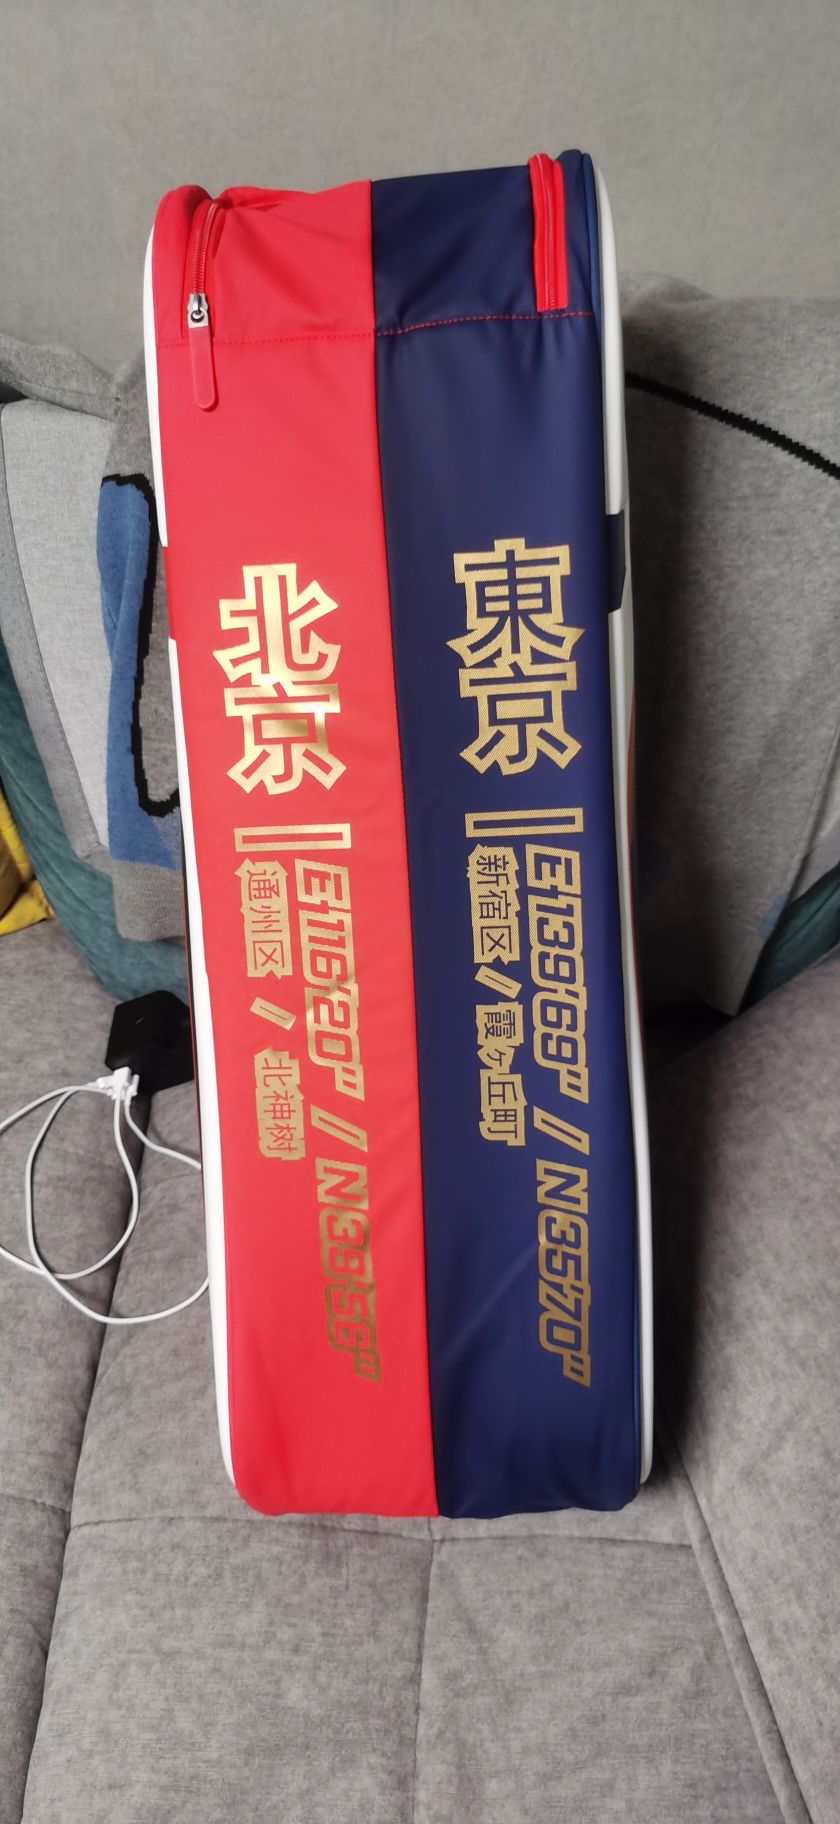 北京
E116'20" / N39'56"
通州区 / 北神树
東京
E139'69" / N35'70"
新宿区 / 霞ヶ丘町